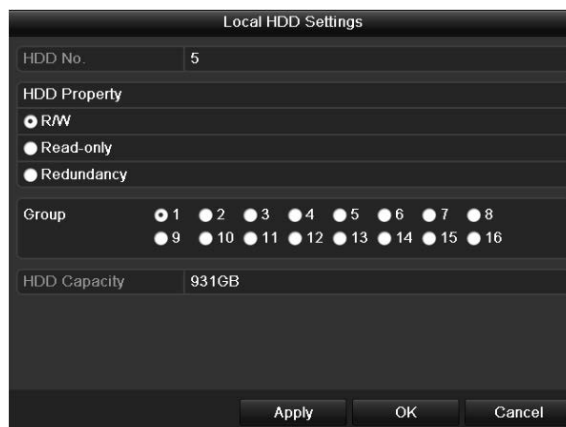 Local HDD Settings
HDD No. 5
HDD Property
R/W
Read-only
Redundancy
Group 1 2 3 4 5 6 7 8
9 10 11 12 13 14 15 16
HDD Capacity 931GB
Apply OK Cancel